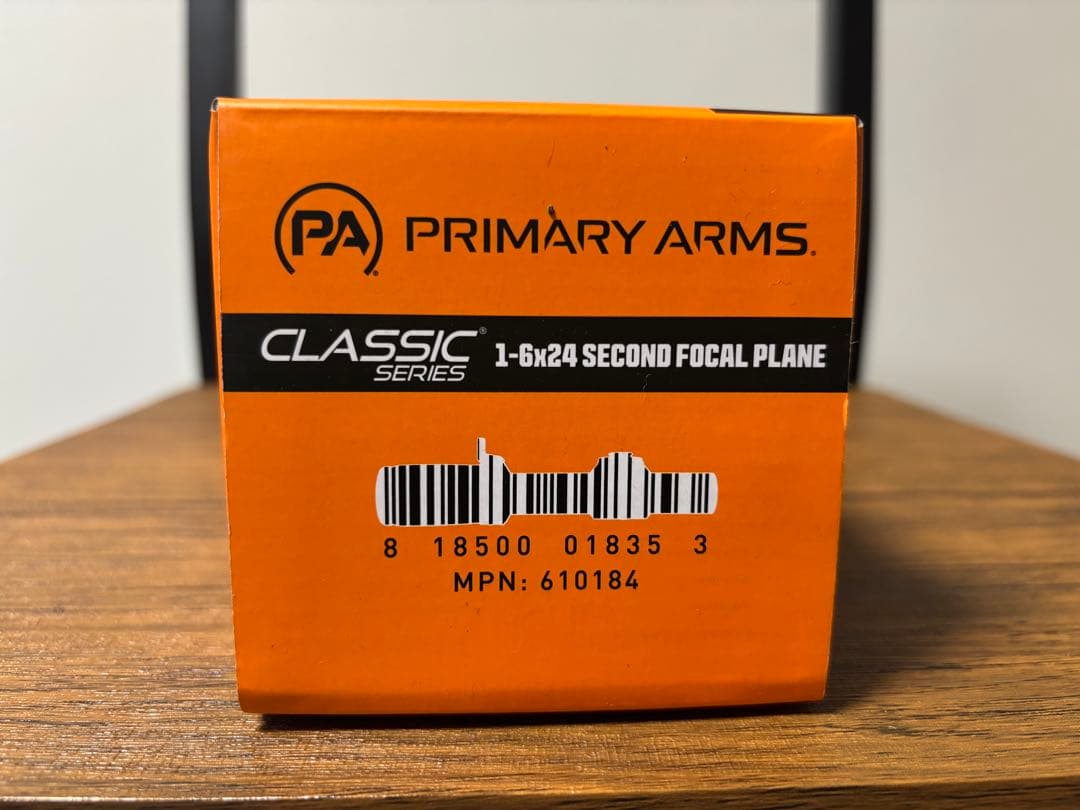 PA® PRIMARY ARMS®
CLASSIC® SERIES 1-6x24 SECOND FOCAL PLANE
8 18500 01835 3
MPN: 610184